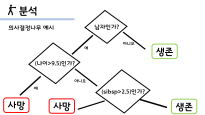 분석
의사결정나무 예시
남자인가?
예
아니오
(나이>9.5)인가?
생존
예
아니오
사망
사망
(sibsp>2.5)인가?
생존